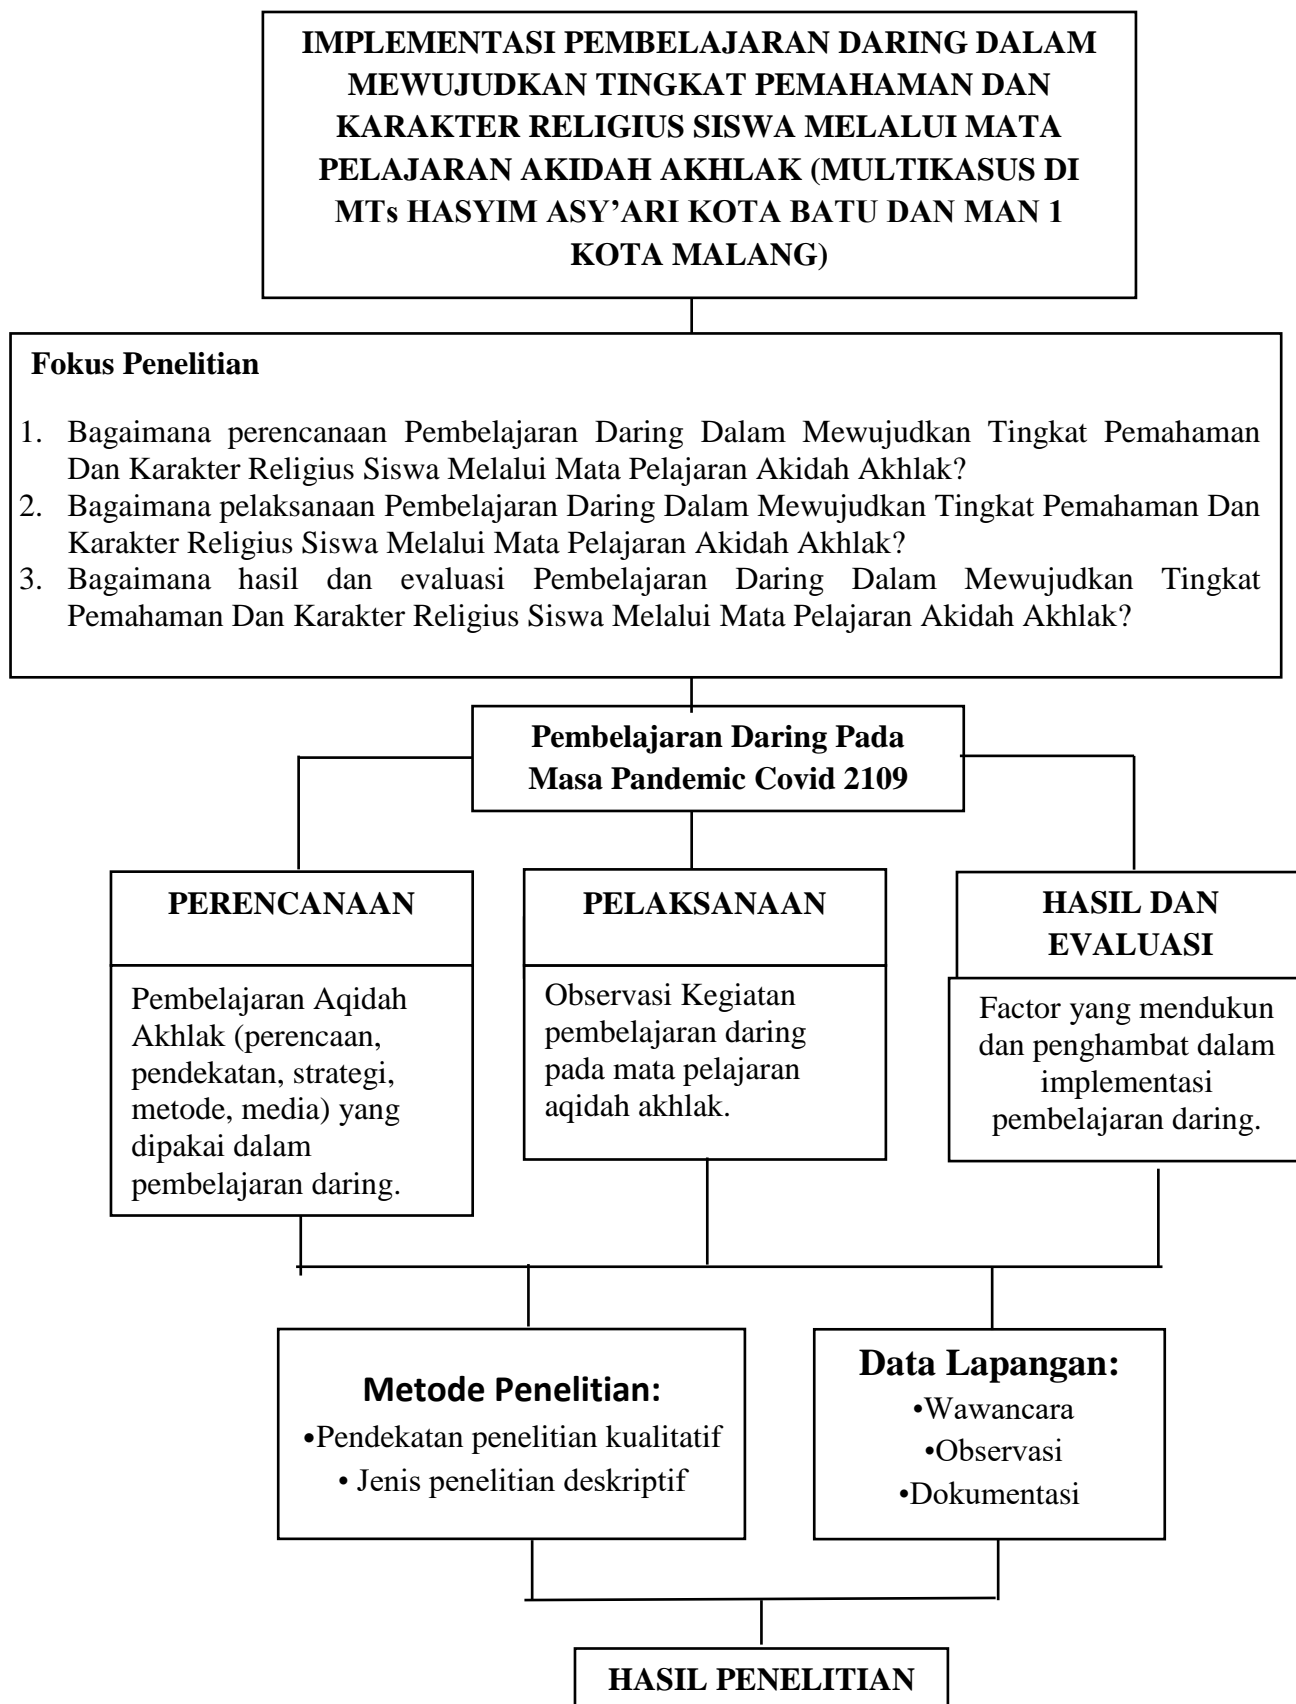 IMPLEMENTASI PEMBELAJARAN DARING DALAM
MEWUJUDKAN TINGKAT PEMAHAMAN DAN
KARAKTER RELIGIUS SISWA MELALUI MATA
PELAJARAN AKIDAH AKHLAK (MULTIKASUS DI
MTs HASYIM ASY’ARI KOTA BATU DAN MAN 1
KOTA MALANG)
Fokus Penelitian
1. Bagaimana perencanaan Pembelajaran Daring Dalam Mewujudkan Tingkat Pemahaman
Dan Karakter Religius Siswa Melalui Mata Pelajaran Akidah Akhlak?
2. Bagaimana pelaksanaan Pembelajaran Daring Dalam Mewujudkan Tingkat Pemahaman Dan
Karakter Religius Siswa Melalui Mata Pelajaran Akidah Akhlak?
3. Bagaimana hasil dan evaluasi Pembelajaran Daring Dalam Mewujudkan Tingkat
Pemahaman Dan Karakter Religius Siswa Melalui Mata Pelajaran Akidah Akhlak?
Pembelajaran Daring Pada
Masa Pandemic Covid 2109
PERENCANAAN
Pembelajaran Aqidah
Akhlak (perencaan,
pendekatan, strategi,
metode, media) yang
dipakai dalam
pembelajaran daring.
PELAKSANAAN
Observasi Kegiatan
pembelajaran daring
pada mata pelajaran
aqidah akhlak.
HASIL DAN
EVALUASI
Factor yang mendukun
dan penghambat dalam
implementasi
pembelajaran daring.
Metode Penelitian:
•Pendekatan penelitian kualitatif
• Jenis penelitian deskriptif
Data Lapangan:
•Wawancara
•Observasi
•Dokumentasi
HASIL PENELITIAN